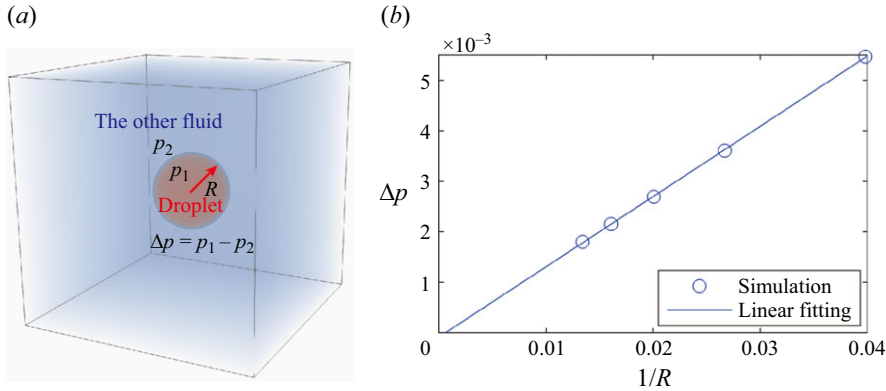 (a)
The other fluid
p2
p1
R
Droplet
Δp = p1 – p2
(b)
×10⁻³
5
4
3
2
1
0
Δp
0.01
0.02
0.03
0.04
1/R
Simulation
Linear fitting